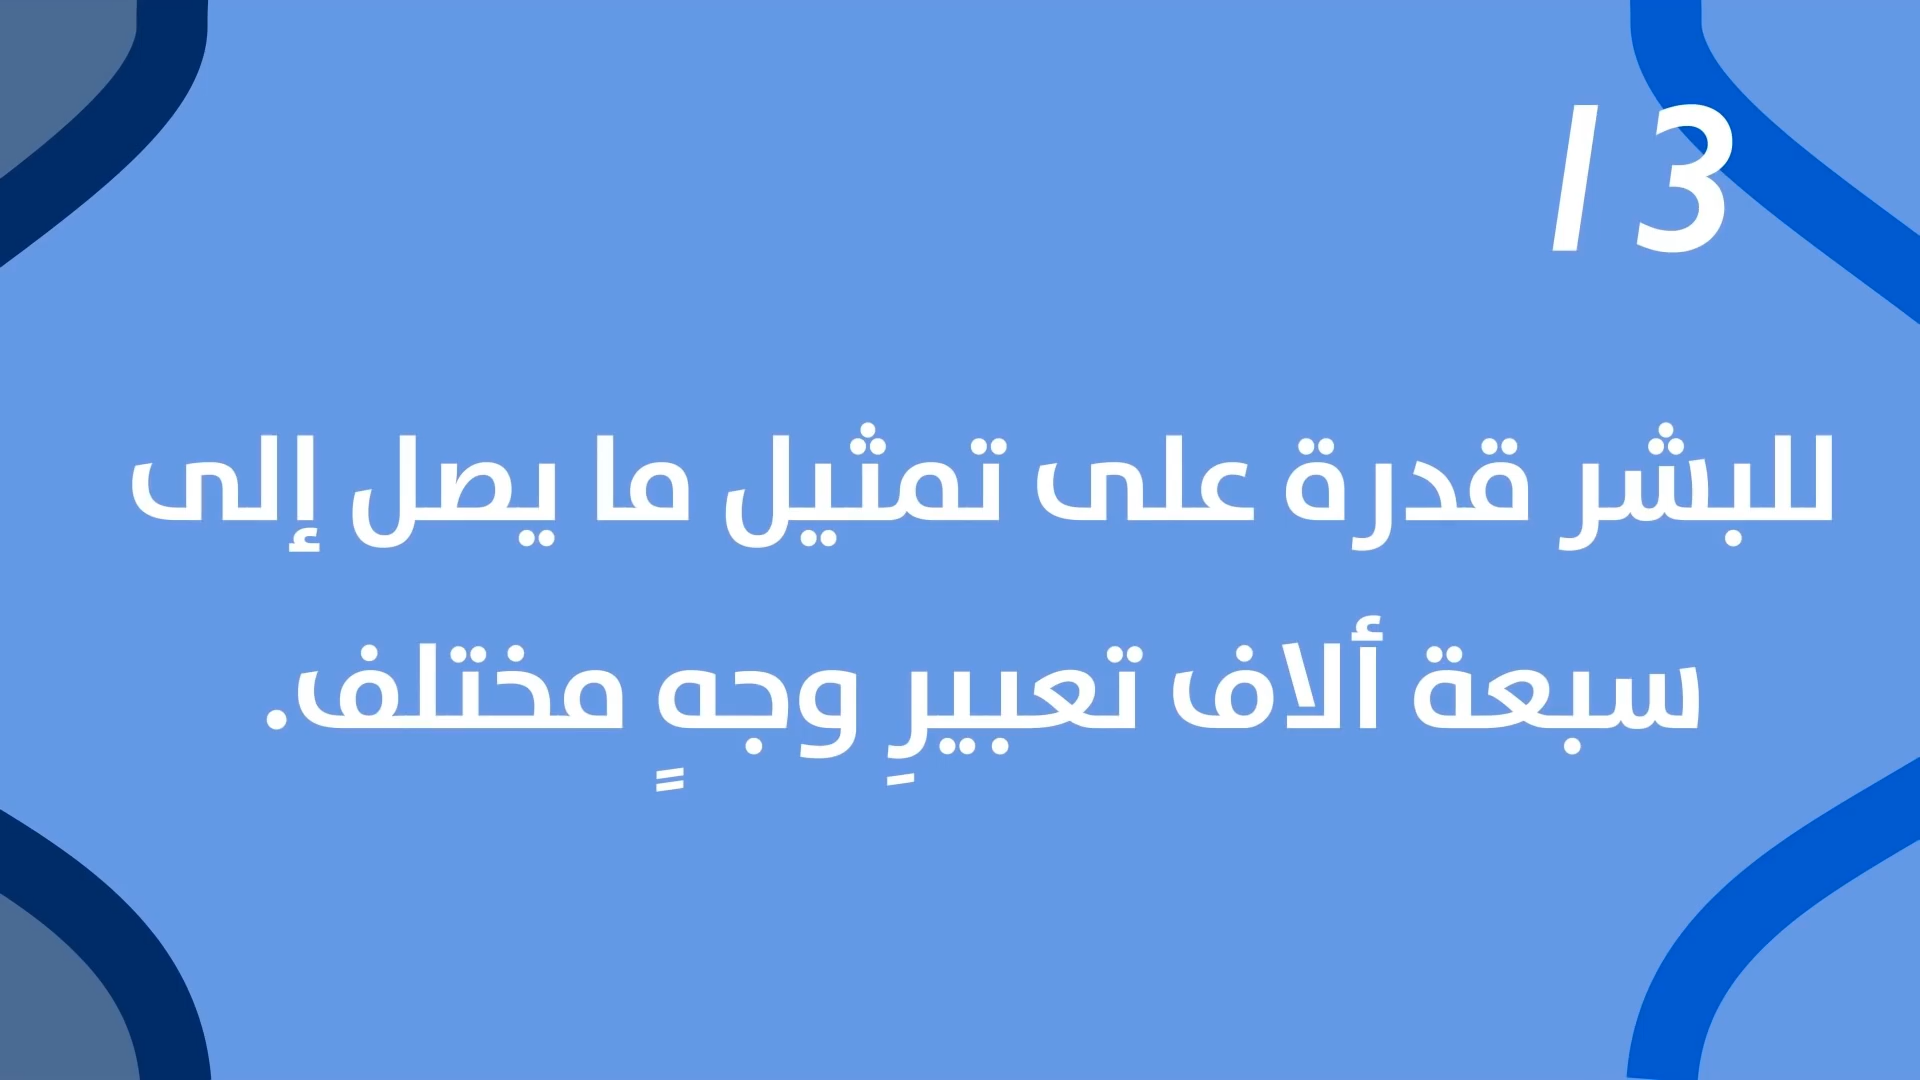 / 3
للبشر قدرة على تمثيل ما يصل إلى
سبعة ألاف تعبيرِ وجهٍ مختلف.